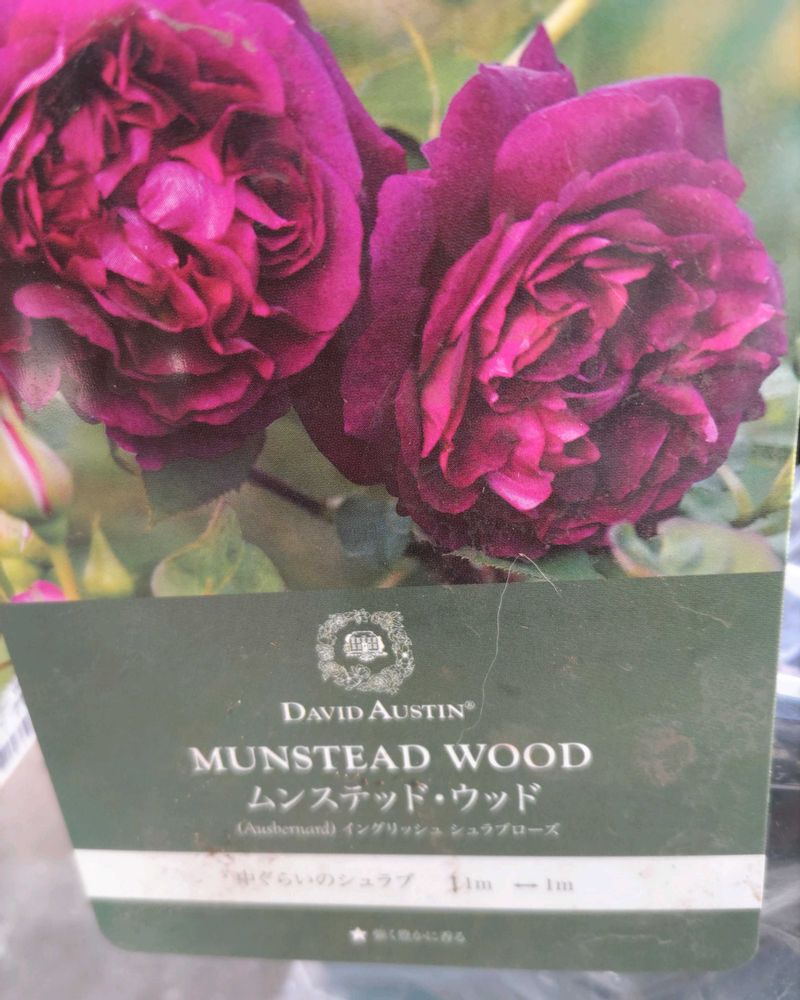 DAVID AUSTIN®
MUNSTEAD WOOD
ムンステッド・ウッド
(Ausbernard) イングリッシュ シュラブローズ
中ぐらいのシュラブ ↕1m ↔1m
★ 強く豊かに香る